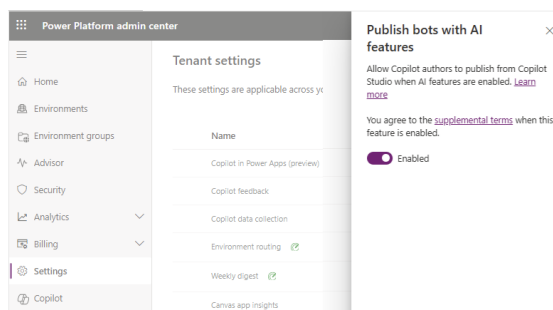 Power Platform admin center
Home
Environments
Environment groups
Advisor
Security
Analytics
Billing
Settings
Copilot
Tenant settings
These settings are applicable across yo
Name
Copilot in Power Apps (preview)
Copilot feedback
Copilot data collection
Environment routing
Weekly digest
Canvas app insights
Publish bots with AI
features
Allow Copilot authors to publish from Copilot
Studio when AI features are enabled. Learn
more
You agree to the supplemental terms when this
feature is enabled.
Enabled